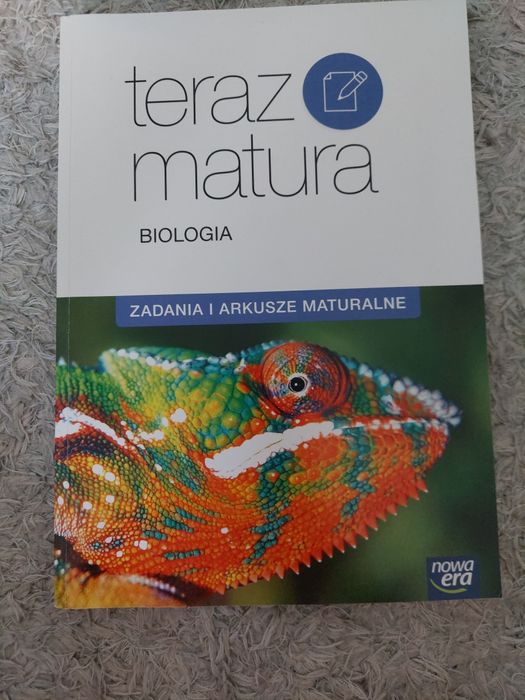 teraz
matura
BIOLOGIA
ZADANIA I ARKUSZE MATURALNE
nowa
era